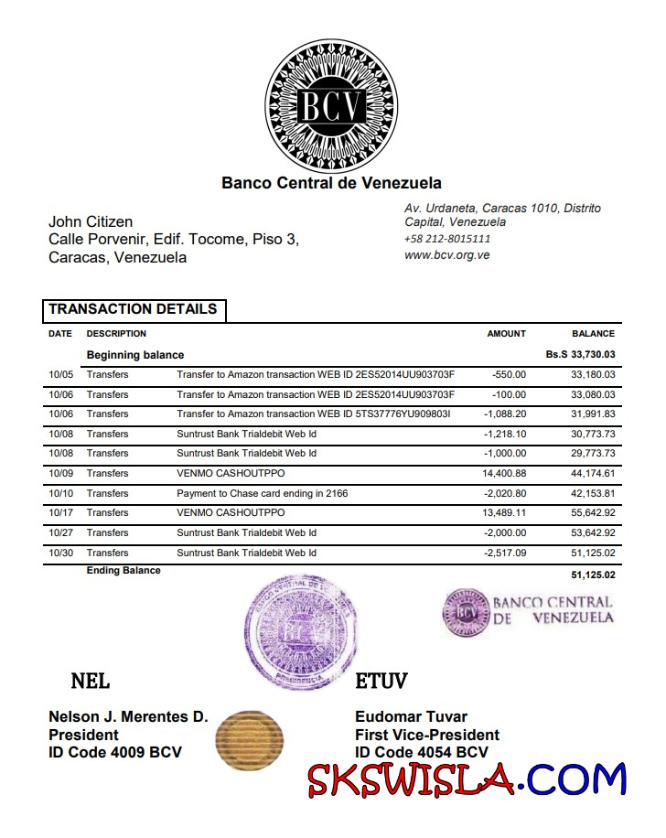 BCV
Banco Central de Venezuela
Av. Urdaneta, Caracas 1010, Distrito
Capital, Venezuela
+58 212-8015111
www.bcv.org.ve
John Citizen
Calle Porvenir, Edif. Tocome, Piso 3,
Caracas, Venezuela
TRANSACTION DETAILS
DATE DESCRIPTION AMOUNT BALANCE
Beginning balance Bs.S 33,730.03
10/05 Transfers Transfer to Amazon transaction WEB ID 2ES52014UU903703F -550.00 33,180.03
10/06 Transfers Transfer to Amazon transaction WEB ID 2ES52014UU903703F -100.00 33,080.03
10/06 Transfers Transfer to Amazon transaction WEB ID 5TS37776YU909803I -1,088.20 31,991.83
10/08 Transfers Suntrust Bank Trialdebit Web Id -1,218.10 30,773.73
10/08 Transfers Suntrust Bank Trialdebit Web Id -1,000.00 29,773.73
10/09 Transfers VENMO CASHOUTPPO 14,400.88 44,174.61
10/10 Transfers Payment to Chase card ending in 2166 -2,020.80 42,153.81
10/17 Transfers VENMO CASHOUTPPO 13,489.11 55,642.92
10/27 Transfers Suntrust Bank Trialdebit Web Id -2,000.00 53,642.92
10/30 Transfers Suntrust Bank Trialdebit Web Id -2,517.09 51,125.02
Ending Balance 51,125.02
BCV
BANCO CENTRAL
DE VENEZUELA
NEL ETUV
Nelson J. Merentes D. Eudomar Tuvar
President First Vice-President
ID Code 4009 BCV ID Code 4054 BCV
SKSWISLA.COM